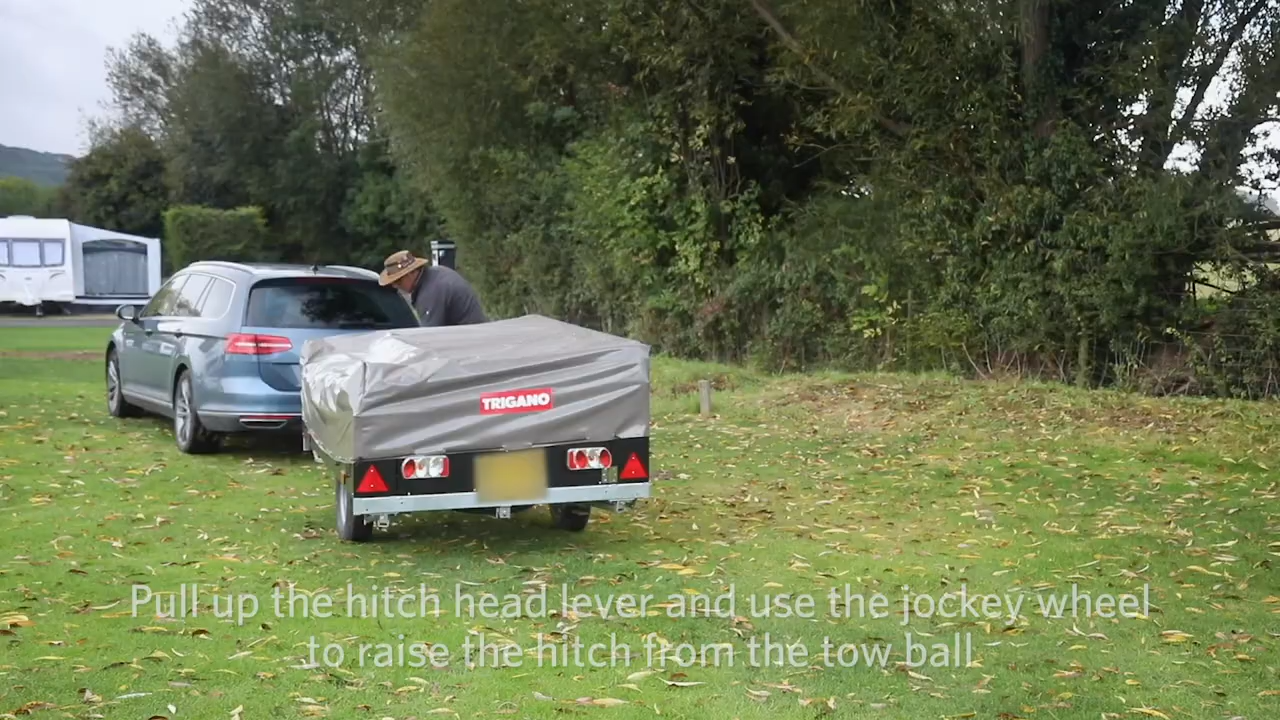 TRIGANO
Pull up the hitch head lever and use the jockey wheel
to raise the hitch from the tow ball